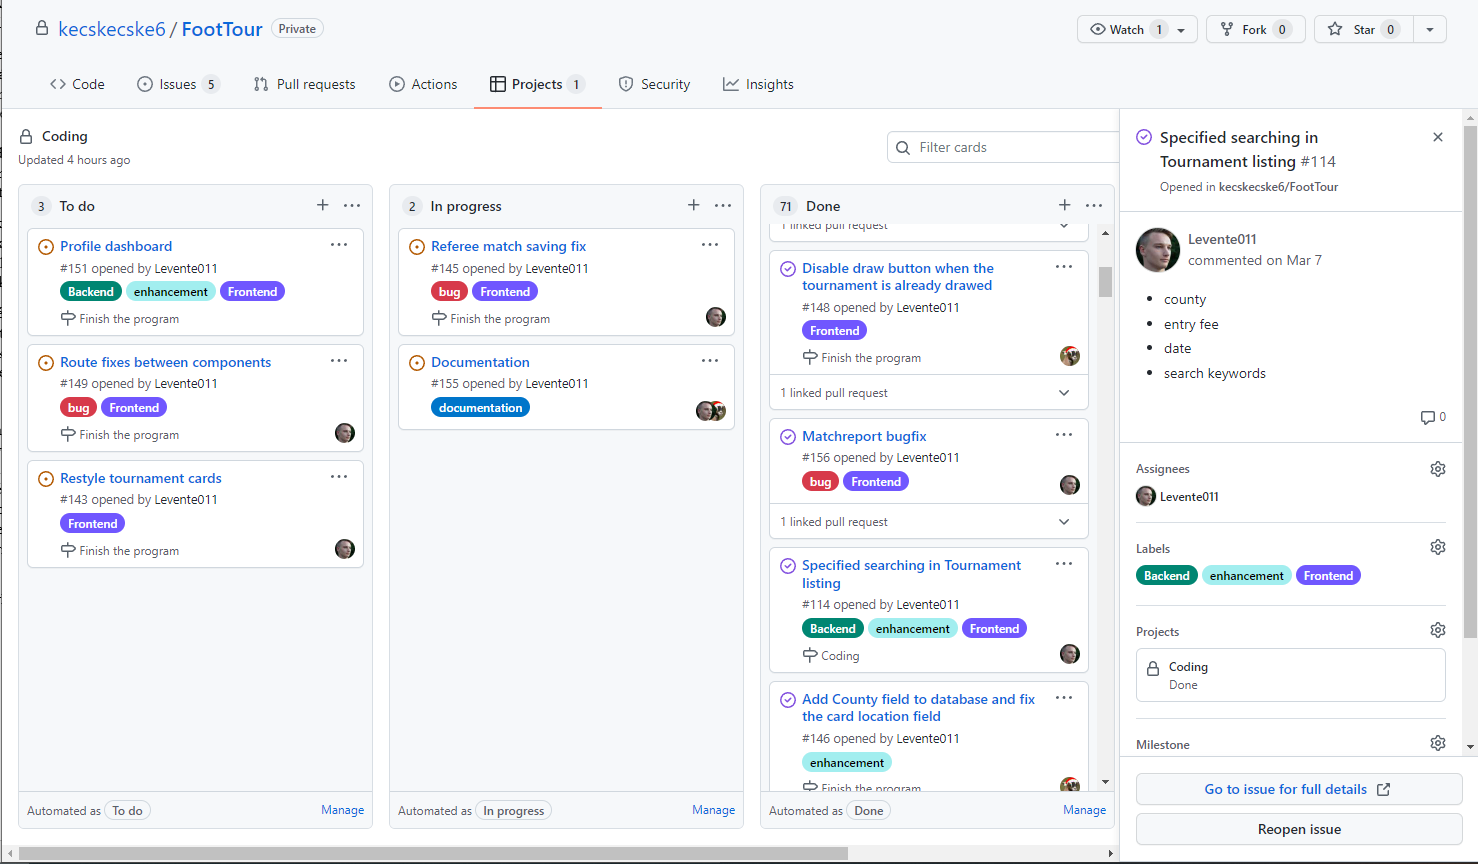 kecskecske6 / FootTour Private
Watch 1
Fork 0
Star 0
Code
Issues 5
Pull requests
Actions
Projects 1
Security
Insights
Coding
Updated 4 hours ago
Filter cards
3 To do
Profile dashboard
#151 opened by Levente011
Backend enhancement Frontend
Finish the program
Route fixes between components
#149 opened by Levente011
bug Frontend
Finish the program
Restyle tournament cards
#143 opened by Levente011
Frontend
Finish the program
Automated as To do Manage
2 In progress
Referee match saving fix
#145 opened by Levente011
bug Frontend
Finish the program
Documentation
#155 opened by Levente011
documentation
Automated as In progress Manage
71 Done
1 linked pull request
Disable draw button when the
tournament is already drawed
#148 opened by Levente011
Frontend
Finish the program
1 linked pull request
Matchreport bugfix
#156 opened by Levente011
bug Frontend
1 linked pull request
Specified searching in Tournament
listing
#114 opened by Levente011
Backend enhancement Frontend
Coding
Add County field to database and fix
the card location field
#146 opened by Levente011
enhancement
Finish the program
Automated as Done Manage
Specified searching in
Tournament listing #114
Opened in kecskecske6/FootTour
Levente011
commented on Mar 7
county
entry fee
date
search keywords
0
Assignees
Levente011
Labels
Backend enhancement Frontend
Projects
Coding
Done
Milestone
Go to issue for full details
Reopen issue